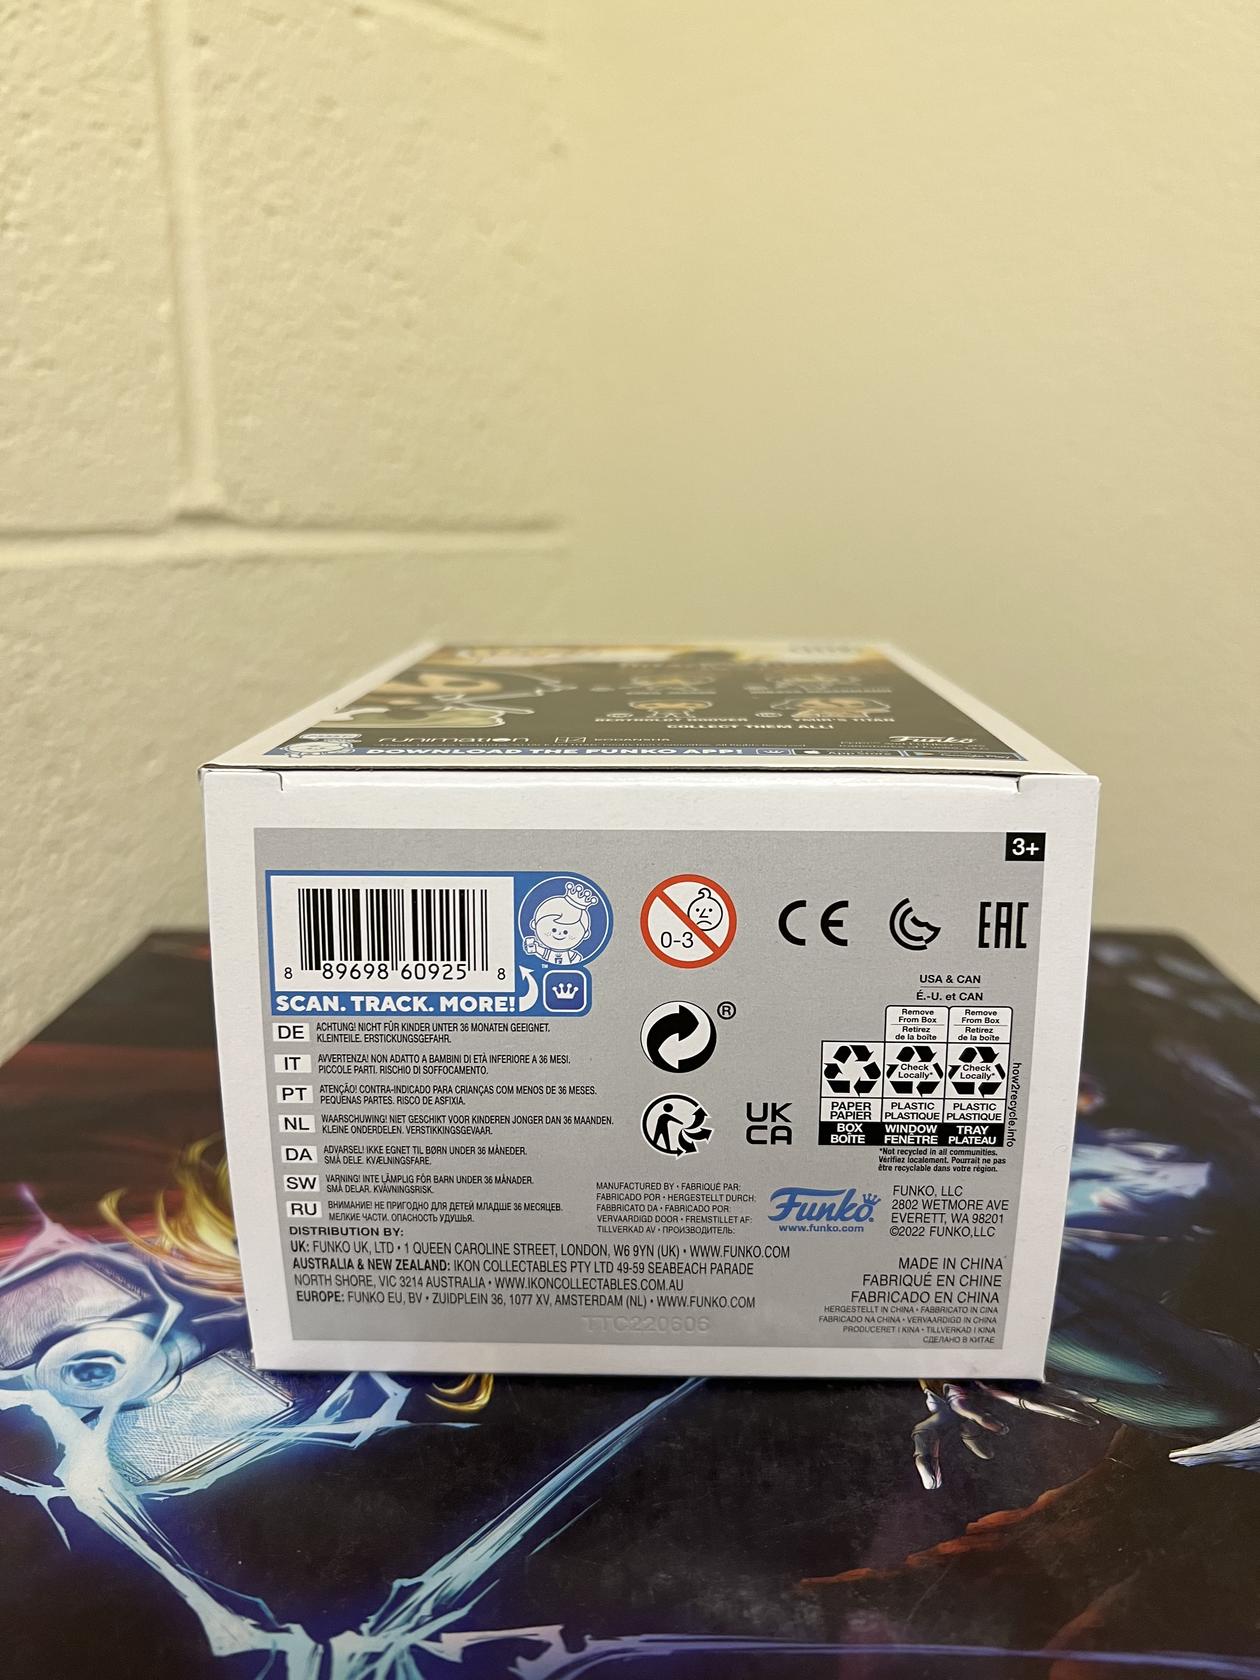 BERTHOLDT HOOVER
YMIR'S TITAN
COLLECT THEM ALL!
FUNIMATION
KODANSHA
Funko
DOWNLOAD THE FUNKO APP!
3+
8 89698 60925 8
SCAN. TRACK. MORE!
™
0-3
CE
EAC
®
UK
CA
USA & CAN
É.-U. et CAN
Remove
From Box
Retirez
de la boîte
Remove
From Box
Retirez
de la boîte
Check
Locally*
Check
Locally*
PAPER
PAPIER
PLASTIC
PLASTIQUE
PLASTIC
PLASTIQUE
BOX
BOÎTE
WINDOW
FENÊTRE
TRAY
PLATEAU
how2recycle.info
*Not recycled in all communities.
Vérifiez localement. Pourrait ne pas
être recyclable dans votre région.
DE ACHTUNG! NICHT FÜR KINDER UNTER 36 MONATEN GEEIGNET.
KLEINTEILE. ERSTICKUNGSGEFAHR.
IT AVVERTENZA! NON ADATTO A BAMBINI DI ETÀ INFERIORE A 36 MESI.
PICCOLE PARTI. RISCHIO DI SOFFOCAMENTO.
PT ATENÇÃO! CONTRA-INDICADO PARA CRIANÇAS COM MENOS DE 36 MESES.
PEQUENAS PARTES. RISCO DE ASFIXIA.
NL WAARSCHUWING! NIET GESCHIKT VOOR KINDEREN JONGER DAN 36 MAANDEN.
KLEINE ONDERDELEN. VERSTIKKINGSGEVAAR.
DA ADVARSEL! IKKE EGNET TIL BØRN UNDER 36 MÅNEDER.
SMÅ DELE. KVÆLNINGSFARE.
SW VARNING! INTE LÄMPLIG FÖR BARN UNDER 36 MÅNADER.
SMÅ DELAR. KVÄVNINGSRISK.
RU ВНИМАНИЕ! НЕ ПРИГОДНО ДЛЯ ДЕТЕЙ МЛАДШЕ 36 МЕСЯЦЕВ.
МЕЛКИЕ ЧАСТИ. ОПАСНОСТЬ УДУШЬЯ.
MANUFACTURED BY • FABRIQUÉ PAR:
FABRICADO POR • HERGESTELLT DURCH:
FABBRICATO DA • FABRICADO POR:
VERVAARDIGD DOOR • FREMSTILLET AF:
TILLVERKAD AV • ПРОИЗВОДИТЕЛЬ:
Funko®
www.funko.com
FUNKO, LLC
2802 WETMORE AVE
EVERETT, WA 98201
©2022 FUNKO,LLC
DISTRIBUTION BY:
UK: FUNKO UK, LTD • 1 QUEEN CAROLINE STREET, LONDON, W6 9YN (UK) • WWW.FUNKO.COM
AUSTRALIA & NEW ZEALAND: IKON COLLECTABLES PTY LTD 49-59 SEABEACH PARADE
NORTH SHORE, VIC 3214 AUSTRALIA • WWW.IKONCOLLECTABLES.COM.AU
EUROPE: FUNKO EU, BV • ZUIDPLEIN 36, 1077 XV, AMSTERDAM (NL) • WWW.FUNKO.COM
MADE IN CHINA
FABRIQUÉ EN CHINE
FABRICADO EN CHINA
HERGESTELLT IN CHINA • FABBRICATO IN CINA
FABRICADO NA CHINA • VERVAARDIGD IN CHINA
PRODUCERET I KINA • TILLVERKAD I KINA
СДЕЛАНО В КИТАЕ
TTC220606